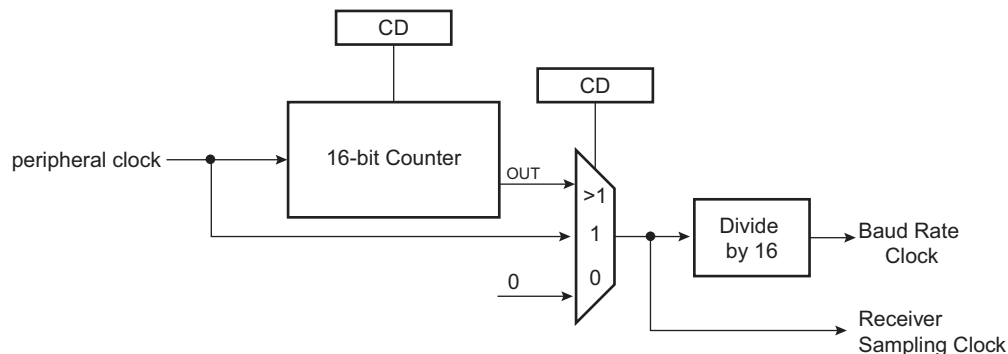 CD
CD
peripheral clock
16-bit Counter
OUT
>1
1
0
0
Divide
by 16
Baud Rate
Clock
Receiver
Sampling Clock